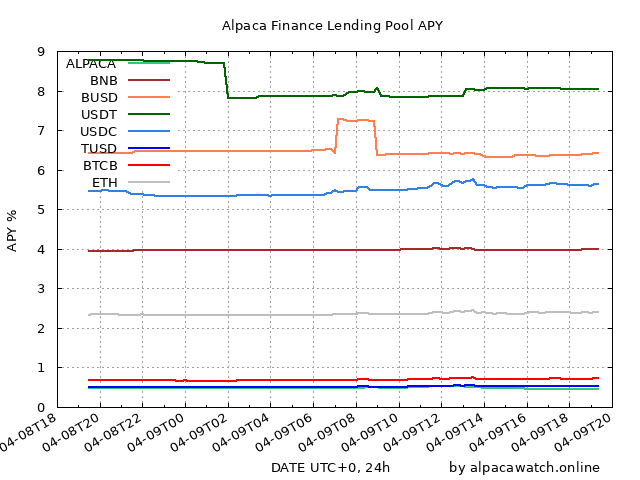 Alpaca Finance Lending Pool APY
9
8
7
6
5
4
3
2
1
0
APY %
ALPACA
BNB
BUSD
USDT
USDC
TUSD
BTCB
ETH
04-08T18
04-08T20
04-08T22
04-09T00
04-09T02
04-09T04
04-09T06
04-09T08
04-09T10
04-09T12
04-09T14
04-09T16
04-09T18
04-09T20
DATE UTC+0, 24h
by alpacawatch.online